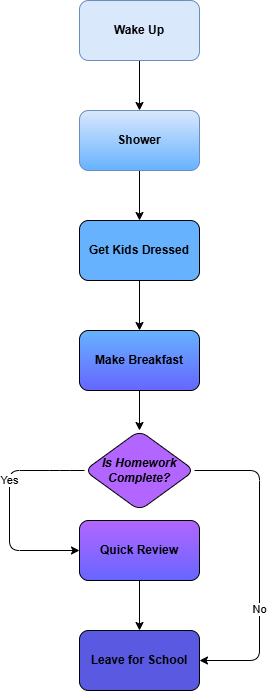 Wake Up
Shower
Get Kids Dressed
Make Breakfast
Is Homework
Complete?
Yes
Quick Review
No
Leave for School